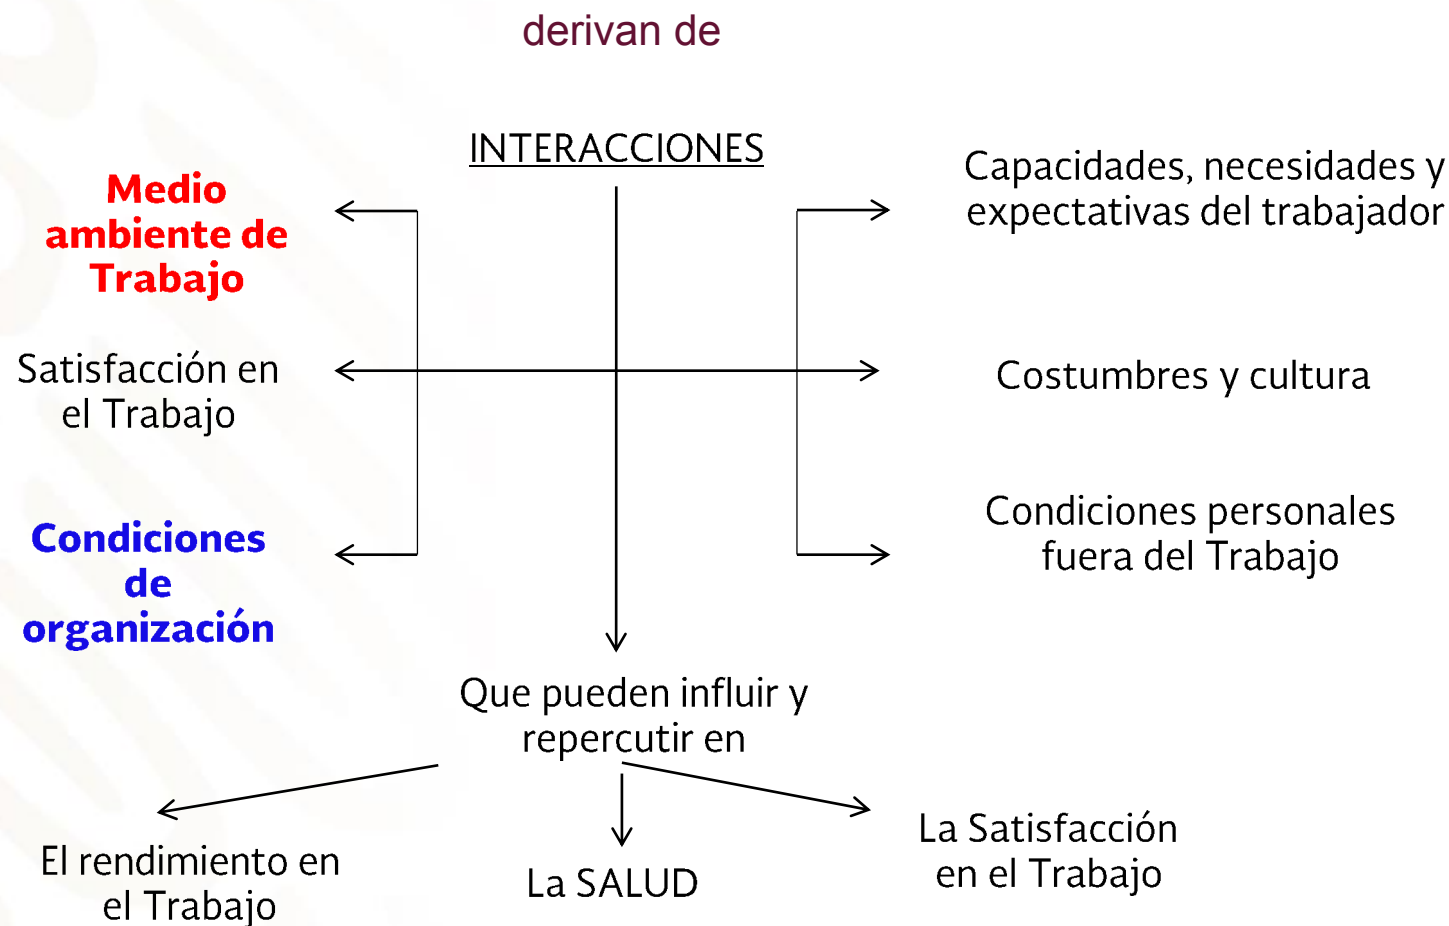 derivan de
INTERACCIONES
Medio
ambiente de
Trabajo
Capacidades, necesidades y
expectativas del trabajador
Satisfacción en
el Trabajo
Costumbres y cultura
Condiciones
de
organización
Condiciones personales
fuera del Trabajo
Que pueden influir y
repercutir en
El rendimiento en
el Trabajo
La SALUD
La Satisfacción
en el Trabajo